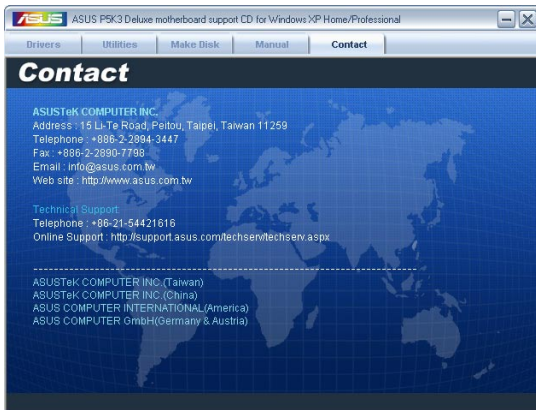 ASUS ASUS P5K3 Deluxe motherboard support CD for Windows XP Home/Professional
Drivers Utilities Make Disk Manual Contact
Contact
ASUSTeK COMPUTER INC.
Address : 15 Li-Te Road, Peitou, Taipei, Taiwan 11259
Telephone : +886-2-2894-3447
Fax : +886-2-2890-7798
Email : info@asus.com.tw
Web site : http://www.asus.com.tw
Technical Support
Telephone : +86-21-54421616
Online Support : http://support.asus.com/techserv/techserv.aspx
ASUSTeK COMPUTER INC.(Taiwan)
ASUSTeK COMPUTER INC.(China)
ASUS COMPUTER INTERNATIONAL(America)
ASUS COMPUTER GmbH(Germany & Austria)